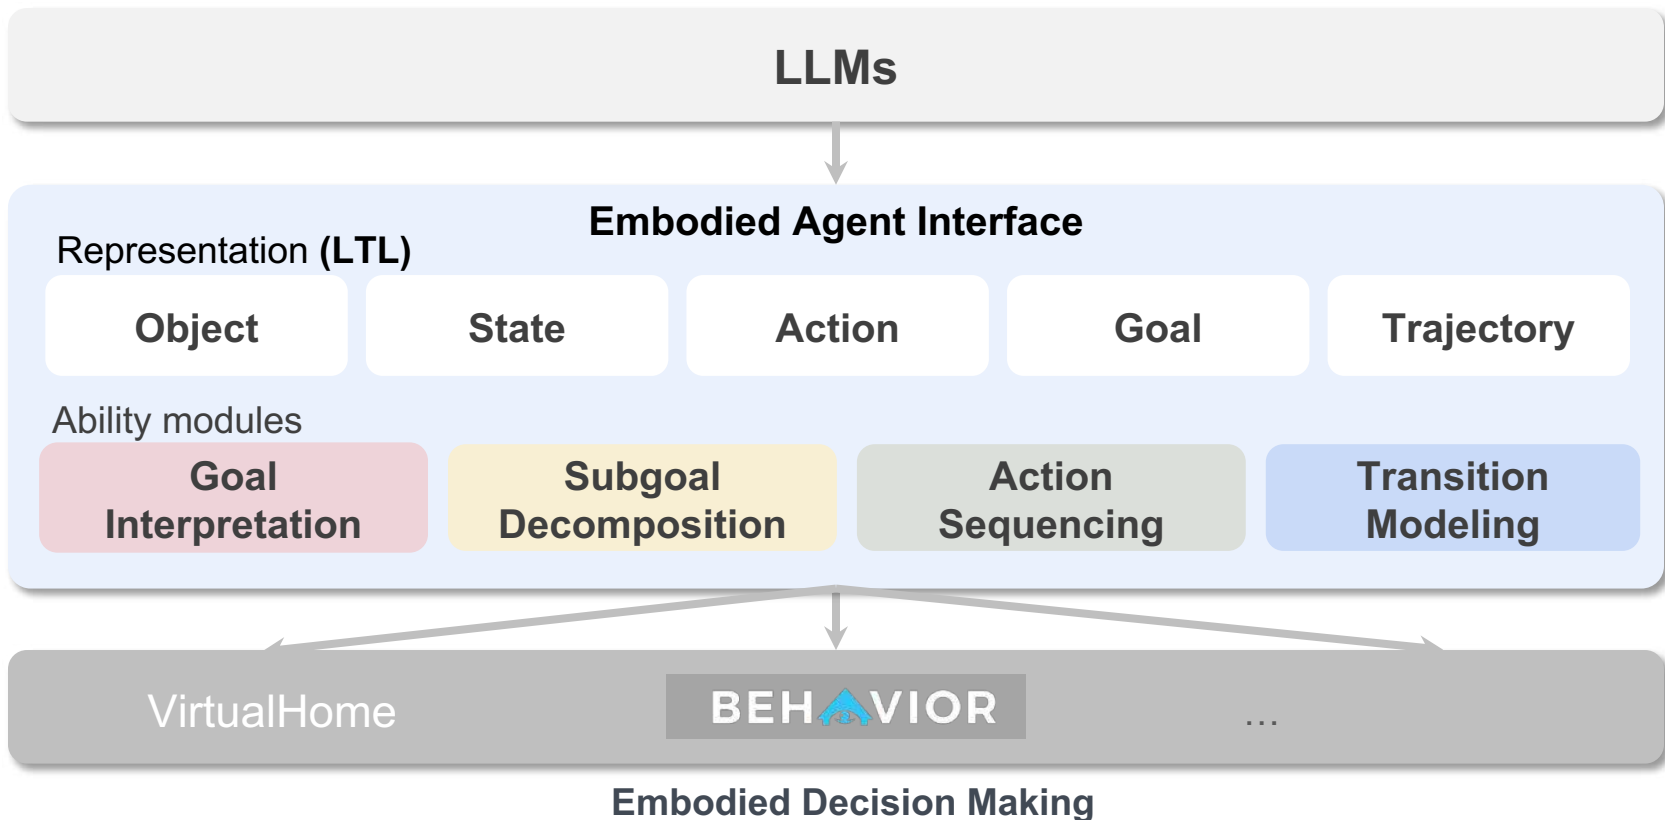 LLMs
Embodied Agent Interface
Representation (LTL)
Object State Action Goal Trajectory
Ability modules
Goal Interpretation
Subgoal Decomposition
Action Sequencing
Transition Modeling
VirtualHome BEHAVIOR ...
Embodied Decision Making